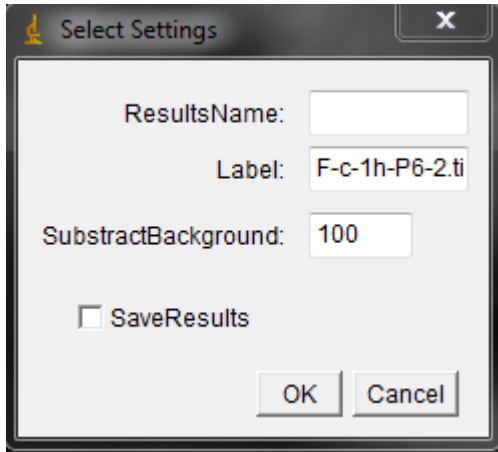 Select Settings
x
ResultsName:
Label: F-c-1h-P6-2.ti
SubstractBackground: 100
SaveResults
OK Cancel